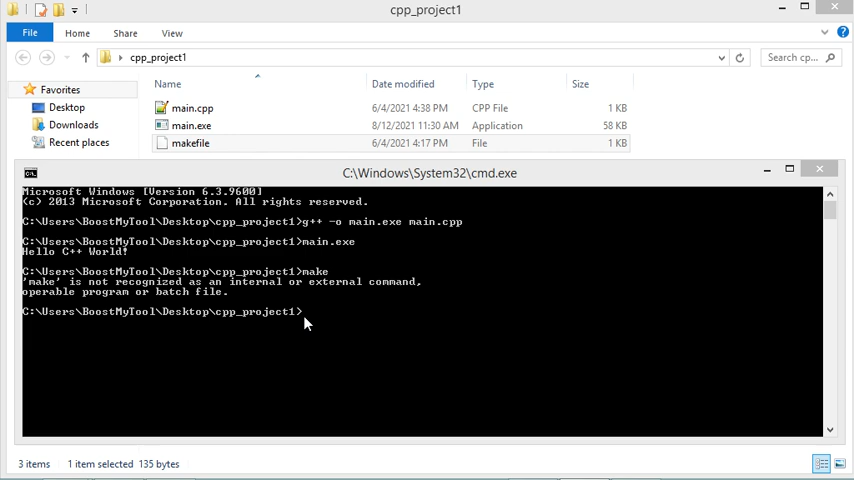 cpp_project1
File Home Share View
cpp_project1 Search cp...
Name Date modified Type Size
Favorites
Desktop main.cpp 6/4/2021 4:38 PM CPP File 1 KB
Downloads main.exe 8/12/2021 11:30 AM Application 58 KB
Recent places makefile 6/4/2021 4:17 PM File 1 KB
C:\Windows\System32\cmd.exe
Microsoft Windows [Version 6.3.9600]
(c) 2013 Microsoft Corporation. All rights reserved.
C:\Users\BoostMyTool\Desktop\cpp_project1>g++ -o main.exe main.cpp
C:\Users\BoostMyTool\Desktop\cpp_project1>main.exe
Hello C++ World!
C:\Users\BoostMyTool\Desktop\cpp_project1>make
'make' is not recognized as an internal or external command,
operable program or batch file.
C:\Users\BoostMyTool\Desktop\cpp_project1>
3 items 1 item selected 135 bytes